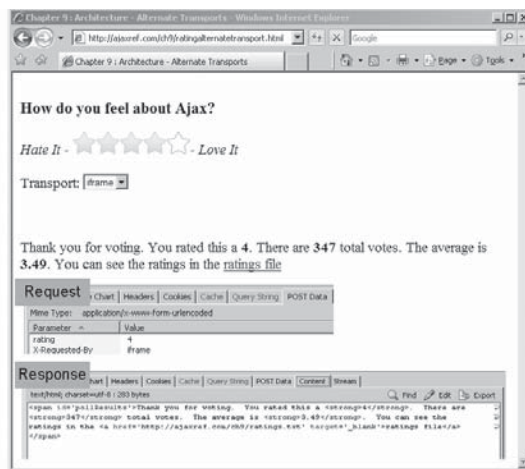 Chapter 9 : Architecture - Alternate Transports - Windows Internet Explorer
http://ajaxref.com/ch9/ratingalternatetransport.html
Google
Chapter 9 : Architecture - Alternate Transports
Page
Tools
How do you feel about Ajax?
Hate It - - Love It
Transport: iframe
Thank you for voting. You rated this a 4. There are 347 total votes. The average is
3.49. You can see the ratings in the ratings file
Request
Chart Headers Cookies Cache Query String POST Data
Mime Type: application/x-www-form-urlencoded
Parameter Value
rating 4
X-Requested-By iframe
Response
Headers Cookies Cache Query String POST Data Content Stream
text/html; charset=utf-8 : 283 bytes
Find Edit Export
<span id='pollResults'>Thank you for voting. You rated this a <strong>4</strong>. There are
<strong>347</strong> total votes. The average is <strong>3.49</strong>. You can see the
ratings in the <a href='http://ajaxref.com/ch9/ratings.txt' target='_blank'>ratings file</a>
</span>